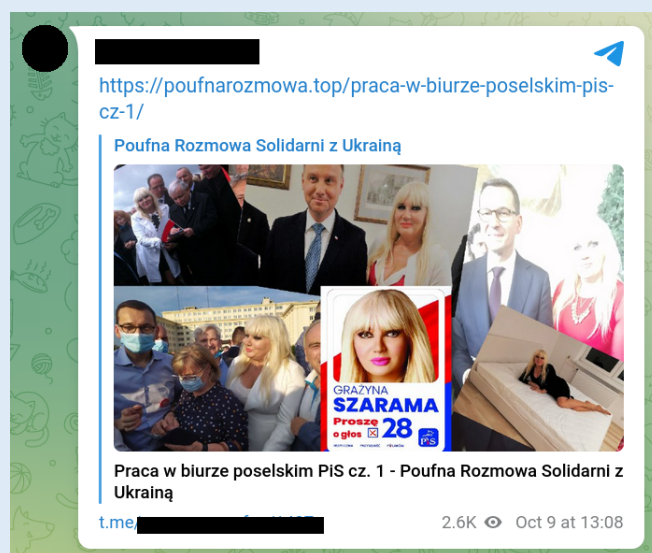 https://poufnarozmowa.top/praca-w-biurze-poselskim-pis-
cz-1/
Poufna Rozmowa Solidarni z Ukrainą
GRAŻYNA
SZARAMA
Proszę
o głos 28
PiS
Praca w biurze poselskim PiS cz. 1 - Poufna Rozmowa Solidarni z
Ukrainą
t.me/
2.6K Oct 9 at 13:08